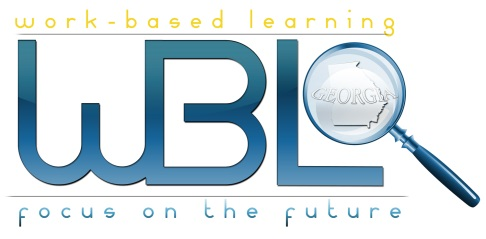 work-based learning
WBL
GEORGIA
focus on the future